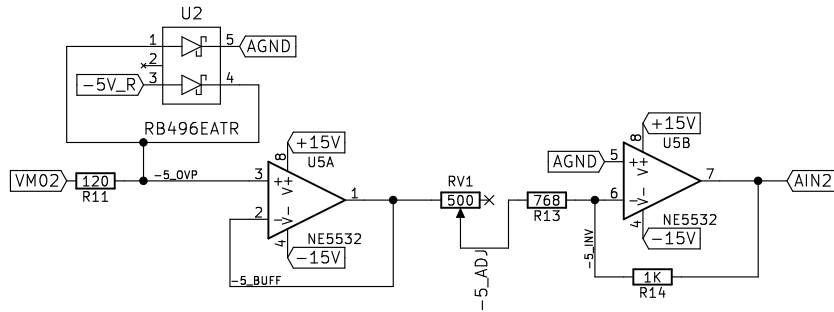 U2
1
5
AGND
2
-5V_R
3
4
RB496EATR
+15V
8
U5A
VMO2
120
R11
-5_OVP
3
+
V+
1
2
-
V-
4
NE5532
-15V
-5_BUFF
RV1
500
-5_ADJ
768
R13
+15V
8
U5B
AGND
5
+
V+
7
AIN2
6
-
V-
4
NE5532
-15V
-5_INV
1K
R14